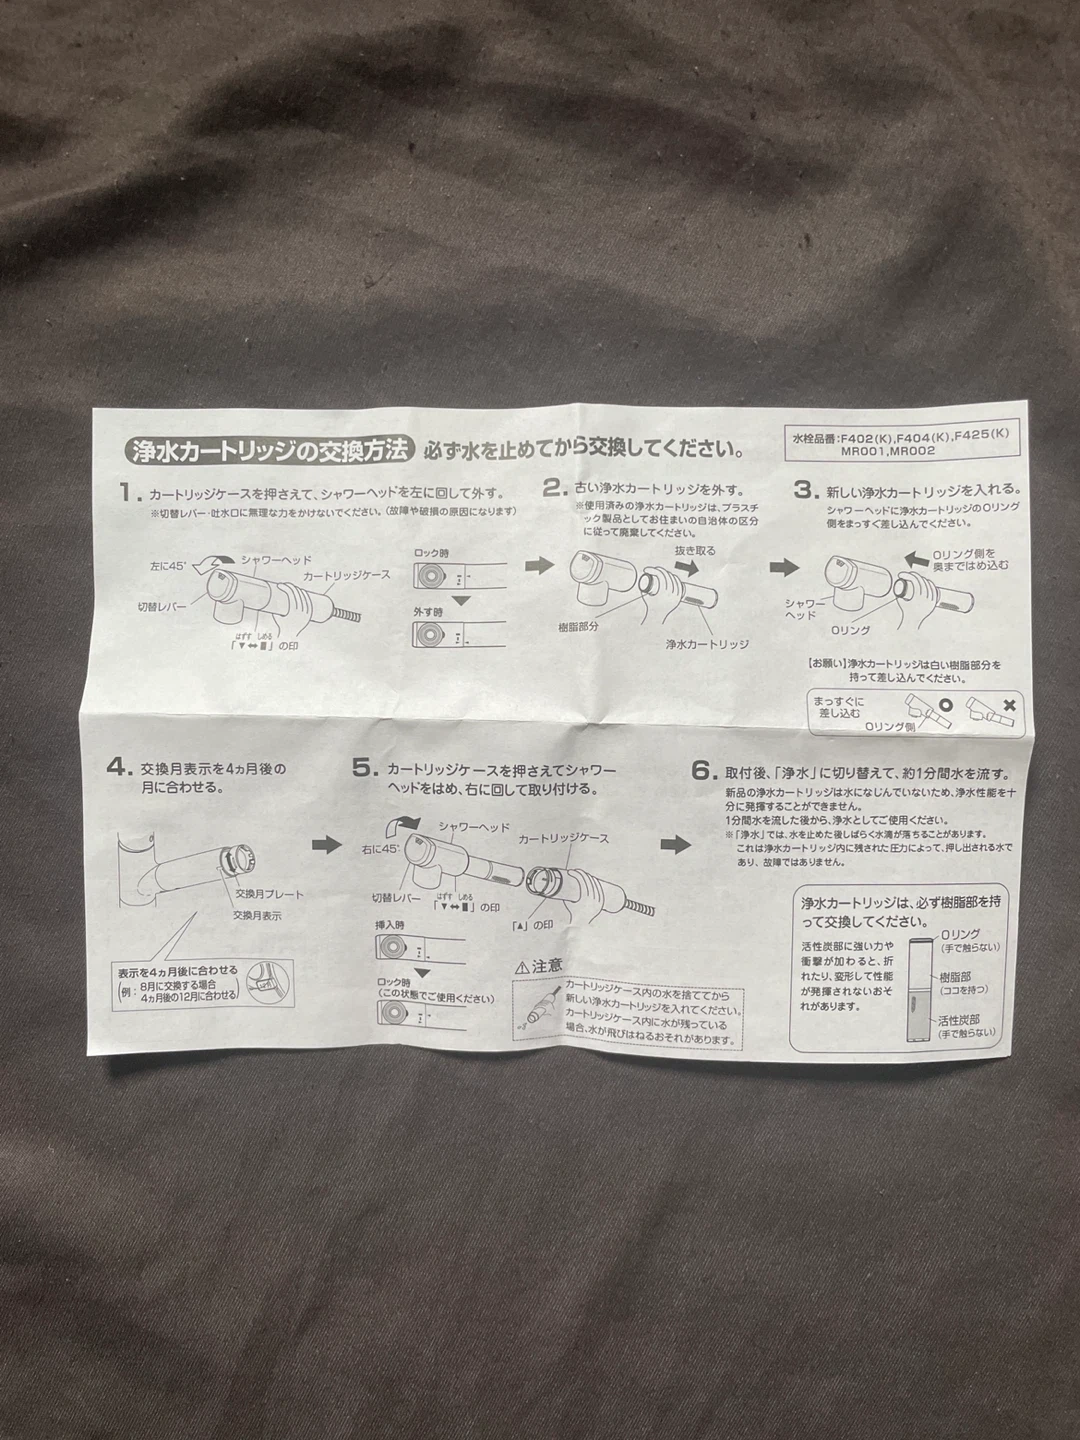 浄水カートリッジの交換方法 必ず水を止めてから交換してください。
水栓品番:F402(K),F404(K),F425(K)
MR001,MR002
1. カートリッジケースを押さえて、シャワーヘッドを左に回して外す。
※切替レバー・吐水口に無理な力をかけないでください。(故障や破損の原因になります)
左に45°
シャワーヘッド
カートリッジケース
切替レバー
はずす しめる
「▼⇔■」の印
ロック時
外す時
2. 古い浄水カートリッジを外す。
※使用済みの浄水カートリッジは、プラスチ
ック製品としてお住まいの自治体の区分
に従って廃棄してください。
抜き取る
樹脂部分
浄水カートリッジ
3. 新しい浄水カートリッジを入れる。
シャワーヘッドに浄水カートリッジのOリング
側をまっすぐ差し込んでください。
Oリング側を
奥まではめ込む
シャワー
ヘッド
Oリング
【お願い】浄水カートリッジは白い樹脂部分を
持って差し込んでください。
まっすぐに
差し込む
Oリング側
4. 交換月表示を4ヵ月後の
月に合わせる。
交換月プレート
交換月表示
表示を4ヵ月後に合わせる
(例:8月に交換する場合
4ヵ月後の12月に合わせる)
5. カートリッジケースを押さえてシャワー
ヘッドをはめ、右に回して取り付ける。
右に45°
シャワーヘッド
カートリッジケース
切替レバー
はずす しめる
「▼⇔■」の印
「▲」の印
挿入時
ロック時
(この状態でご使用ください)
⚠注意
カートリッジケース内の水を捨ててから
新しい浄水カートリッジを入れてください。
カートリッジケース内に水が残っている
場合、水が飛びはねるおそれがあります。
6. 取付後、「浄水」に切り替えて、約1分間水を流す。
新品の浄水カートリッジは水になじんでいないため、浄水性能を十
分に発揮することができません。
1分間水を流した後から、浄水としてご使用ください。
※「浄水」では、水を止めた後しばらく水滴が落ちることがあります。
これは浄水カートリッジ内に残された圧力によって、押し出される水で
あり、故障ではありません。
浄水カートリッジは、必ず樹脂部を持
って交換してください。
活性炭部に強い力や
衝撃が加わると、折
れたり、変形して性能
が発揮されないおそ
れがあります。
Oリング
(手で触らない)
樹脂部
(ココを持つ)
活性炭部
(手で触らない)